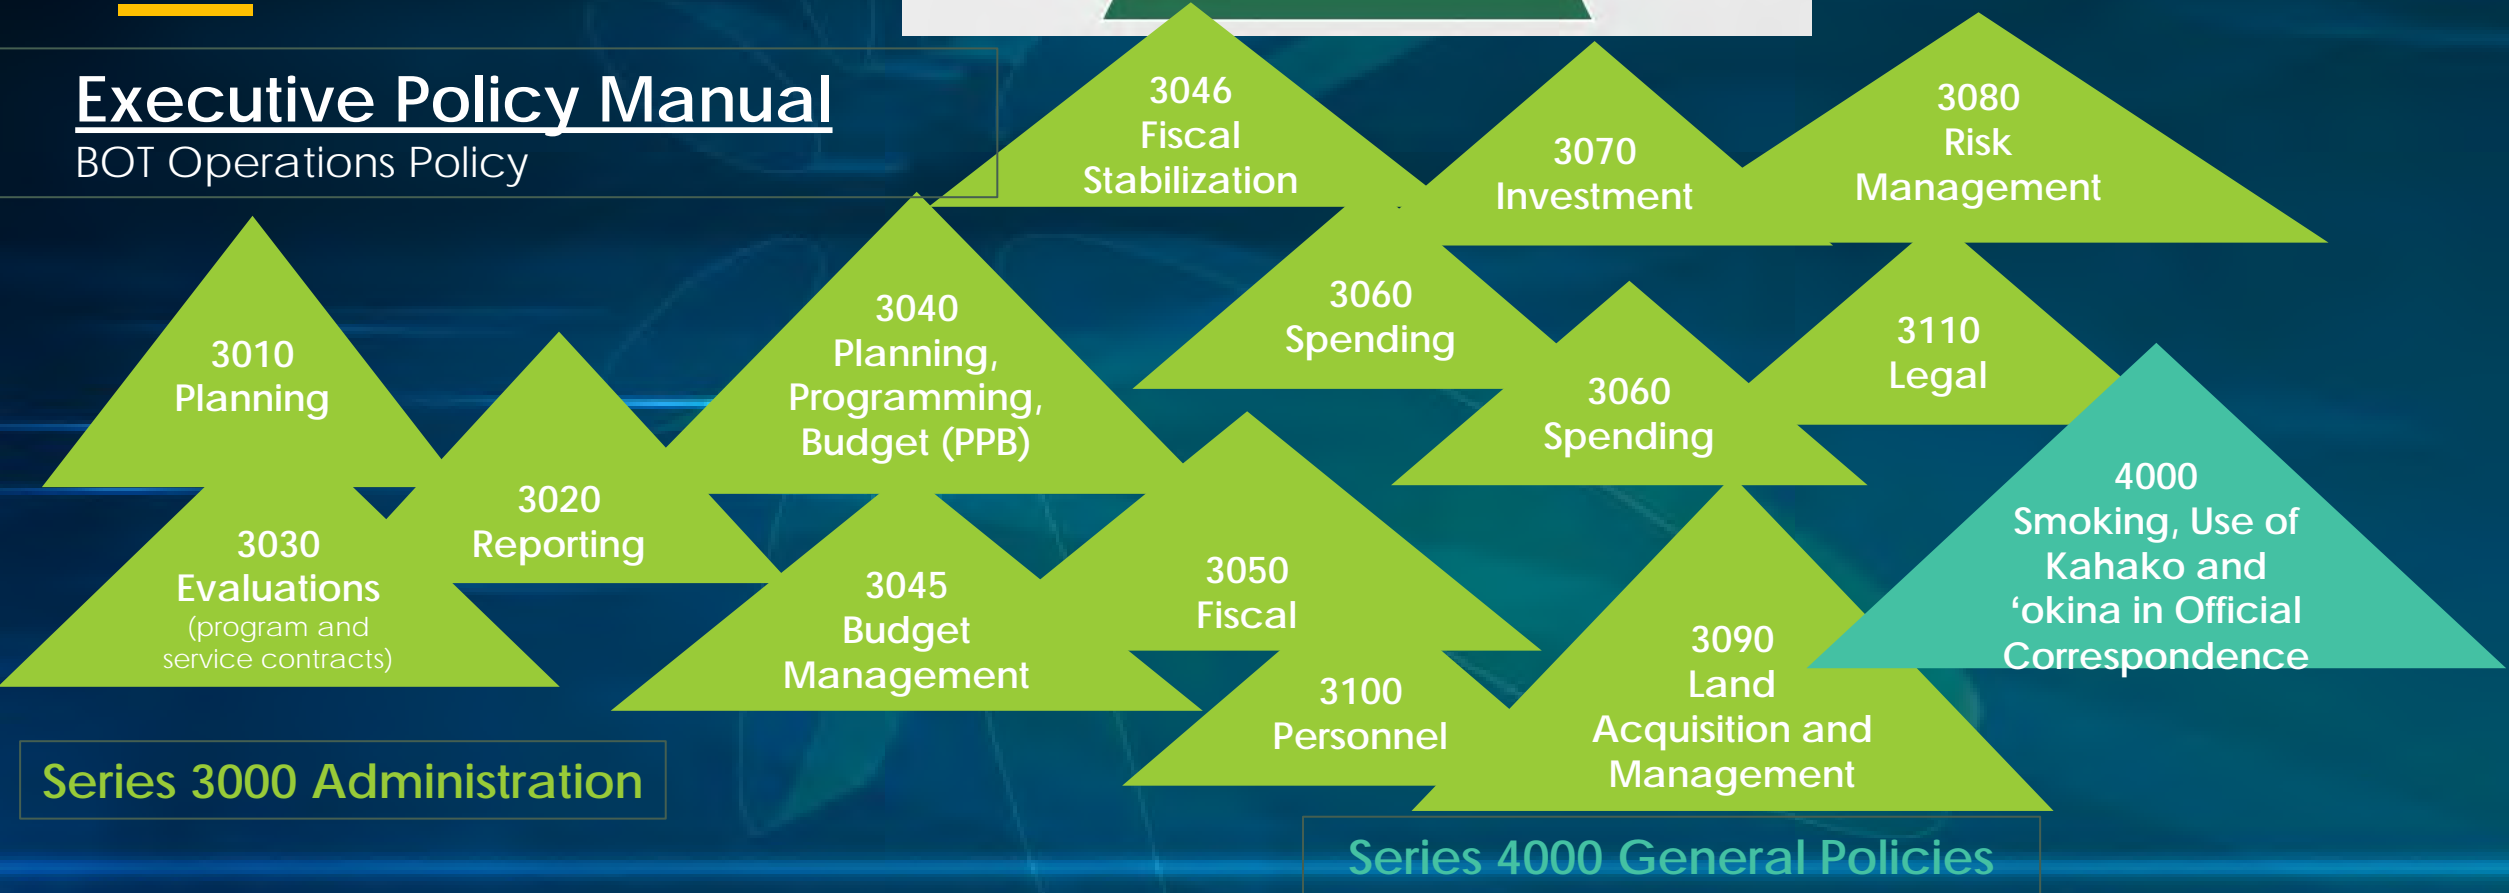 Executive Policy Manual
BOT Operations Policy
3046
Fiscal
Stabilization
3070
Investment
3080
Risk
Management
3010
Planning
3040
Planning,
Programming,
Budget (PPB)
3060
Spending
3060
Spending
3110
Legal
3020
Reporting
3030
Evaluations
(program and
service contracts)
3045
Budget
Management
3050
Fiscal
3100
Personnel
3090
Land
Acquisition and
Management
4000
Smoking, Use of
Kahako and
‘okina in Official
Correspondence
Series 3000 Administration
Series 4000 General Policies